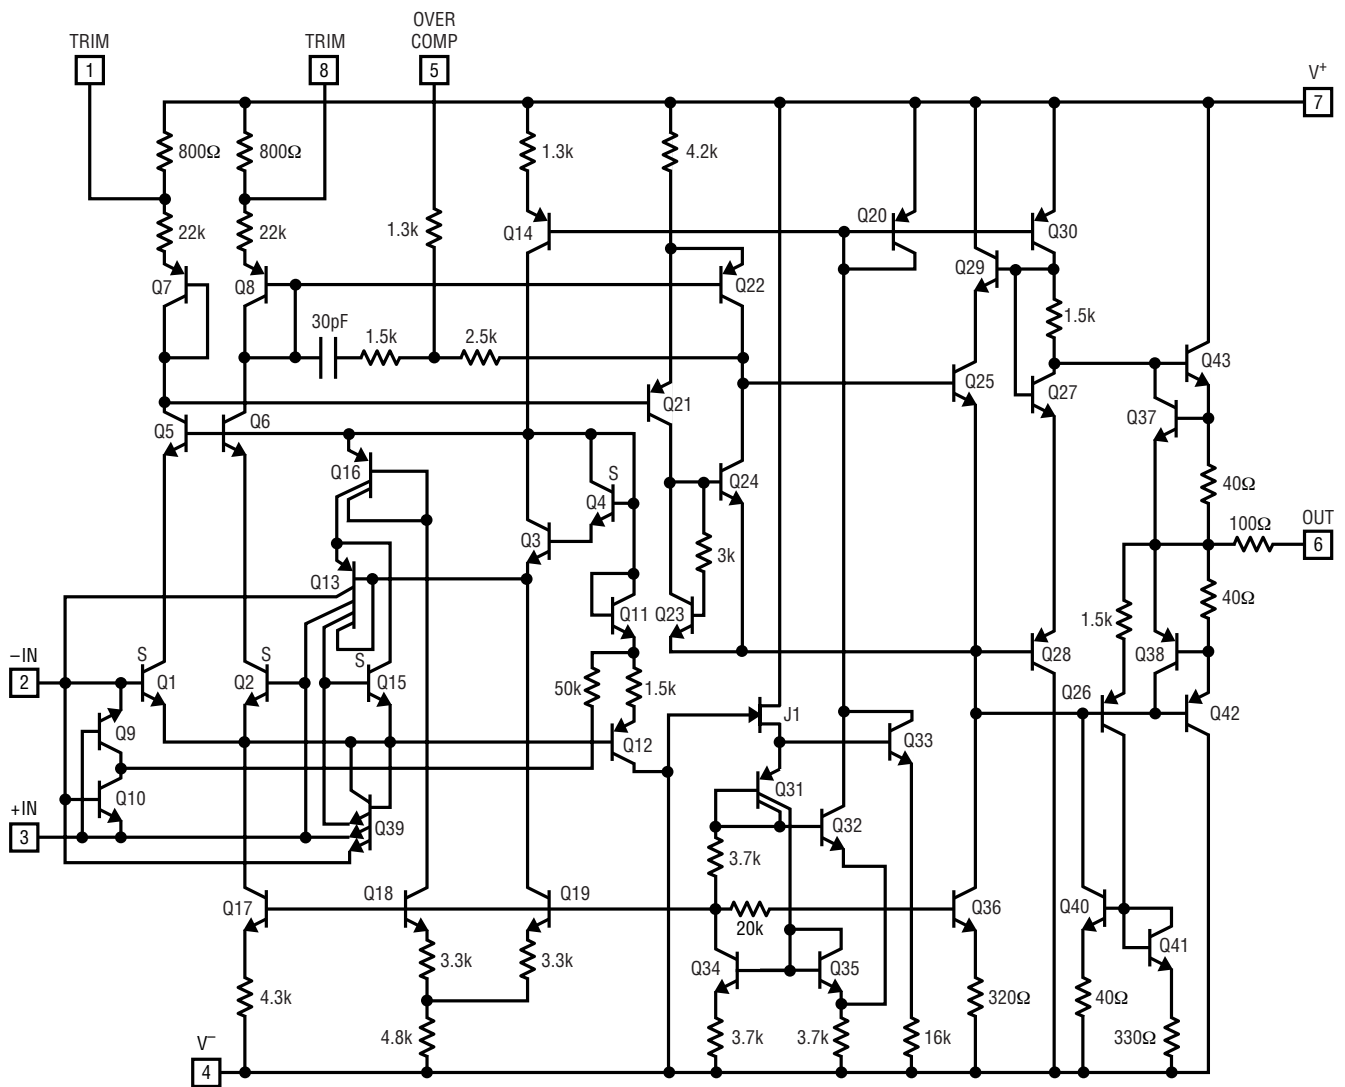 OVER
TRIM TRIM COMP
1 8 5 V+
7
800Ω 800Ω 1.3k 4.2k
Q20
22k 22k 1.3k Q14 Q30
Q29
Q7 Q8 Q22
30pF 1.5k 2.5k 1.5k
Q43
Q25 Q27
Q21 Q37
Q5 Q6
Q16 S Q24 40Ω
Q4
100Ω OUT
Q3 3k 6
Q13
Q11 Q23 1.5k 40Ω
-IN S S S Q28 Q38
2 Q1 Q2 Q15 50k 1.5k Q26
J1 Q42
Q9 Q12 Q33
Q31
Q10
+IN Q39 Q32
3
3.7k
Q17 Q18 Q19 Q36 Q40
20k
Q41
3.3k 3.3k Q34 Q35
4.3k 320Ω 40Ω
V- 4.8k 3.7k 3.7k 16k 330Ω
4